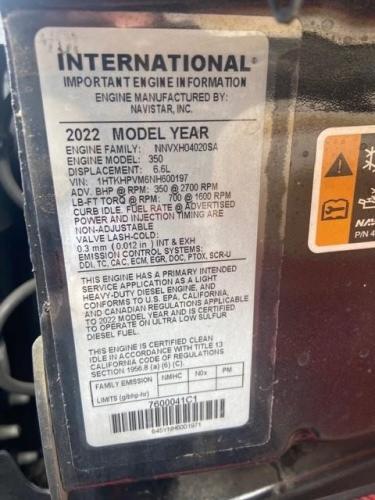 INTERNATIONAL®
IMPORTANT ENGINE INFORMATION
ENGINE MANUFACTURED BY:
NAVISTAR, INC.
2022 MODEL YEAR
ENGINE FAMILY: NNVXH04020SA
ENGINE MODEL: 350
DISPLACEMENT: 6.6L
VIN: 1HTKHPVM6NH600197
ADV. BHP @ RPM: 350 @ 2700 RPM
LB-FT TORQ @ RPM: 700 @ 1600 RPM
CURB IDLE. FUEL RATE @ ADVERTISED
POWER AND INJECTION TIMING ARE
NON-ADJUSTABLE
VALVE LASH-COLD:
0.3 mm ( 0.012 in ) INT & EXH
EMISSION CONTROL SYSTEMS:
DDI, TC, CAC, ECM, EGR, DOC, PTOX, SCR-U
THIS ENGINE HAS A PRIMARY INTENDED
SERVICE APPLICATION AS A LIGHT
HEAVY-DUTY DIESEL ENGINE, AND
CONFORMS TO U.S. EPA, CALIFORNIA,
AND CANADIAN REGULATIONS APPLICABLE
TO 2022 MODEL YEAR AND IS CERTIFIED
TO OPERATE ON ULTRA LOW SULFUR
DIESEL FUEL.
THIS ENGINE IS CERTIFIED CLEAN
IDLE IN ACCORDANCE WITH TITLE 13
CALIFORNIA CODE OF REGULATIONS
SECTION 1956.8 (a) (6) (C).
FAMILY EMISSION NMHC N0x PM
LIMITS (g/bhp-hr)
7600041C1
645YNH6001971
NAV
P/N 4